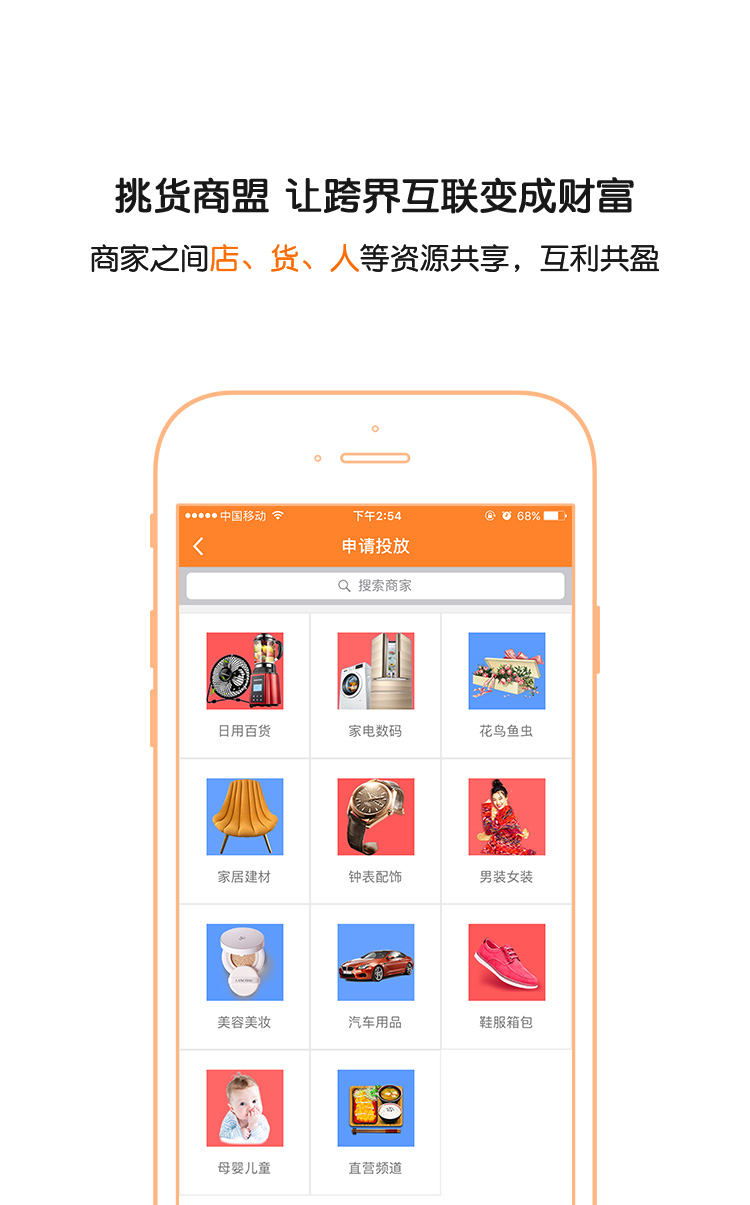 挑货商盟 让跨界互联变成财富
商家之间店、货、人等资源共享，互利共盈
中国移动 下午2:54 68%
申请投放
搜索商家
日用百货 家电数码 花鸟鱼虫
家居建材 钟表配饰 男装女装
LANCOME
美容美妆 汽车用品 鞋服箱包
母婴儿童 直营频道